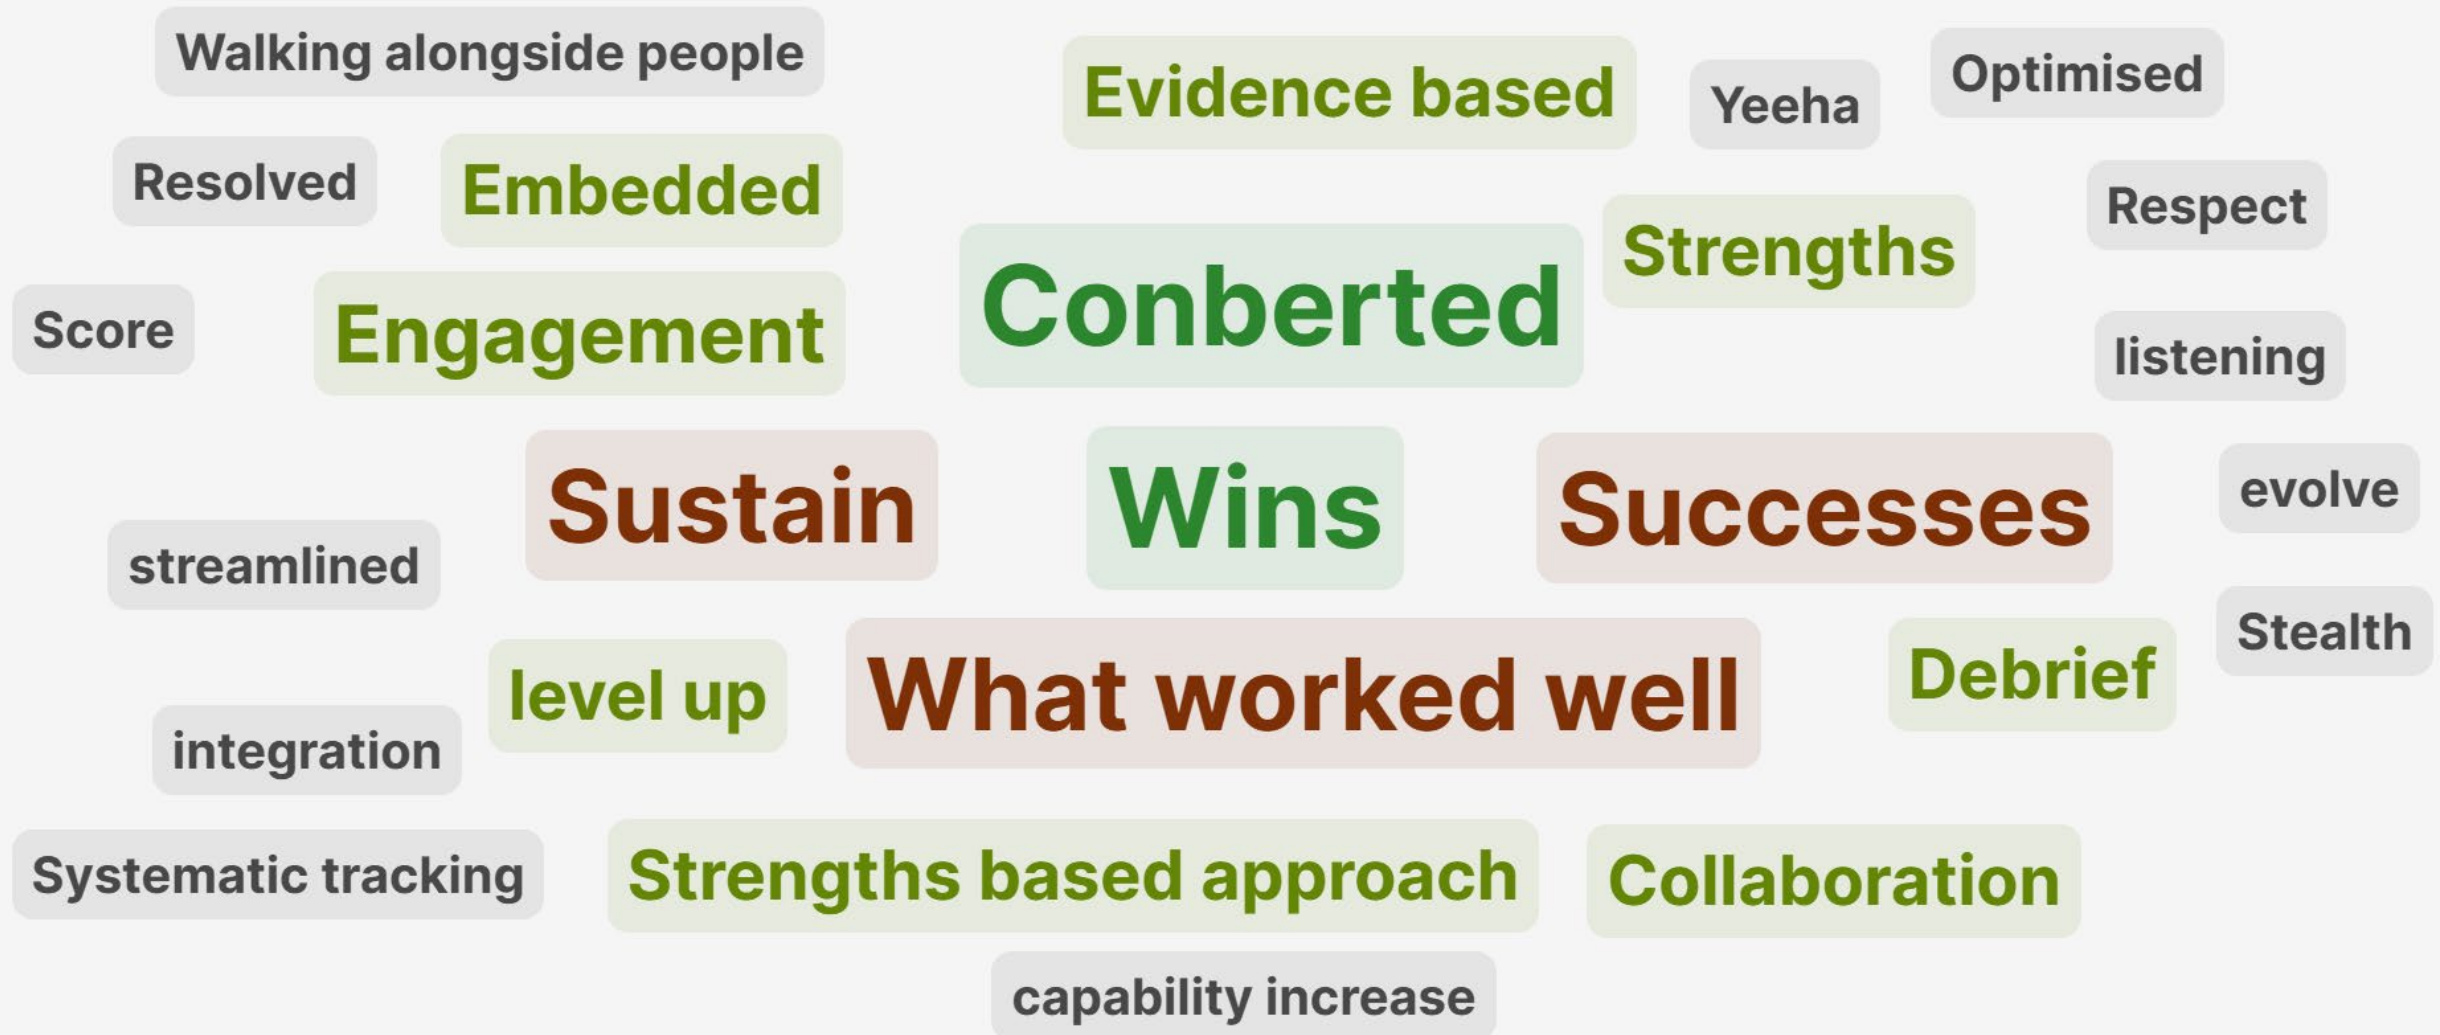 Walking alongside people
Evidence based
Yeeha
Optimised
Resolved
Embedded
Strengths
Respect
Score
Engagement
Conberted
listening
Sustain
Wins
Successes
evolve
streamlined
Stealth
level up
What worked well
Debrief
integration
Systematic tracking
Strengths based approach
Collaboration
capability increase